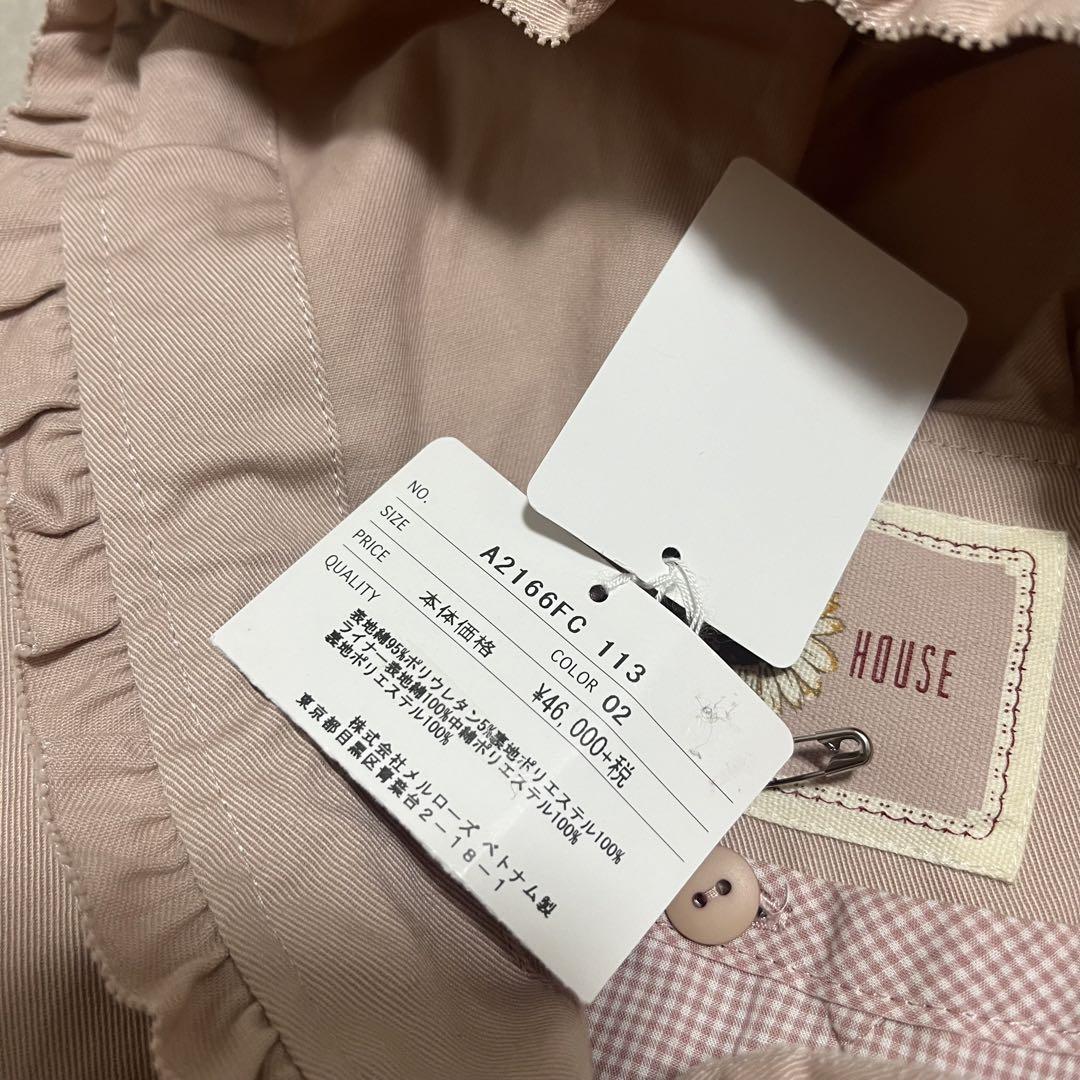 NO.
A2166FC 113
SIZE
COLOR 02
PRICE
本体価格 ¥46,000+税
QUALITY
表地綿95%ポリウレタン5%裏地ポリエステル100%
ライナー表地綿100%中綿ポリエステル100%
裏地ポリエステル100%
株式会社メルローズ ベトナム製
東京都目黒区青葉台2-18-1
HOUSE